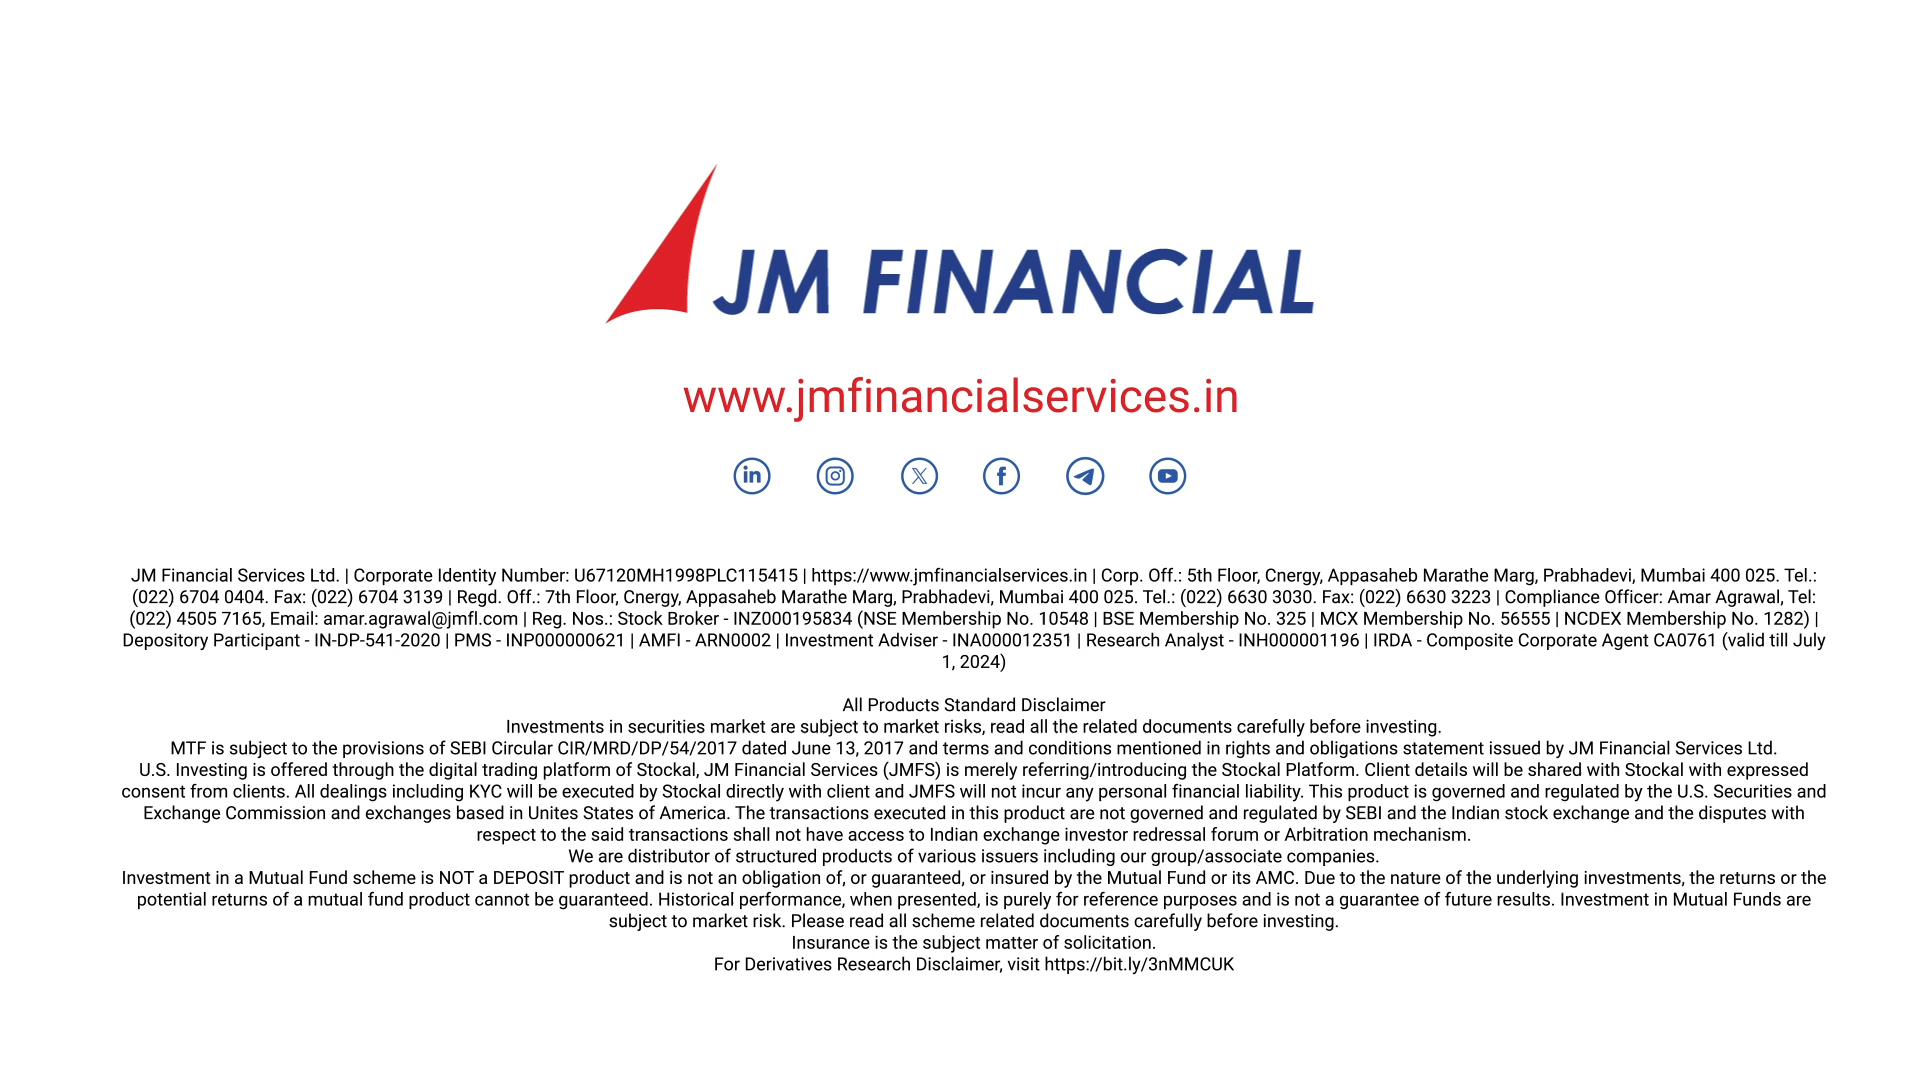 JM FINANCIAL
www.jmfinancialservices.in
JM Financial Services Ltd. | Corporate Identity Number: U67120MH1998PLC115415 | https://www.jmfinancialservices.in | Corp. Off.: 5th Floor, Cnergy, Appasaheb Marathe Marg, Prabhadevi, Mumbai 400 025. Tel.:
(022) 6704 0404. Fax: (022) 6704 3139 | Regd. Off.: 7th Floor, Cnergy, Appasaheb Marathe Marg, Prabhadevi, Mumbai 400 025. Tel.: (022) 6630 3030. Fax: (022) 6630 3223 | Compliance Officer: Amar Agrawal, Tel:
(022) 4505 7165, Email: amar.agrawal@jmfl.com | Reg. Nos.: Stock Broker - INZ000195834 (NSE Membership No. 10548 | BSE Membership No. 325 | MCX Membership No. 56555 | NCDEX Membership No. 1282) |
Depository Participant - IN-DP-541-2020 | PMS - INP000000621 | AMFI - ARN0002 | Investment Adviser - INA000012351 | Research Analyst - INH000001196 | IRDA - Composite Corporate Agent CA0761 (valid till July
1, 2024)
All Products Standard Disclaimer
Investments in securities market are subject to market risks, read all the related documents carefully before investing.
MTF is subject to the provisions of SEBI Circular CIR/MRD/DP/54/2017 dated June 13, 2017 and terms and conditions mentioned in rights and obligations statement issued by JM Financial Services Ltd.
U.S. Investing is offered through the digital trading platform of Stockal, JM Financial Services (JMFS) is merely referring/introducing the Stockal Platform. Client details will be shared with Stockal with expressed
consent from clients. All dealings including KYC will be executed by Stockal directly with client and JMFS will not incur any personal financial liability. This product is governed and regulated by the U.S. Securities and
Exchange Commission and exchanges based in Unites States of America. The transactions executed in this product are not governed and regulated by SEBI and the Indian stock exchange and the disputes with
respect to the said transactions shall not have access to Indian exchange investor redressal forum or Arbitration mechanism.
We are distributor of structured products of various issuers including our group/associate companies.
Investment in a Mutual Fund scheme is NOT a DEPOSIT product and is not an obligation of, or guaranteed, or insured by the Mutual Fund or its AMC. Due to the nature of the underlying investments, the returns or the
potential returns of a mutual fund product cannot be guaranteed. Historical performance, when presented, is purely for reference purposes and is not a guarantee of future results. Investment in Mutual Funds are
subject to market risk. Please read all scheme related documents carefully before investing.
Insurance is the subject matter of solicitation.
For Derivatives Research Disclaimer, visit https://bit.ly/3nMMCUK